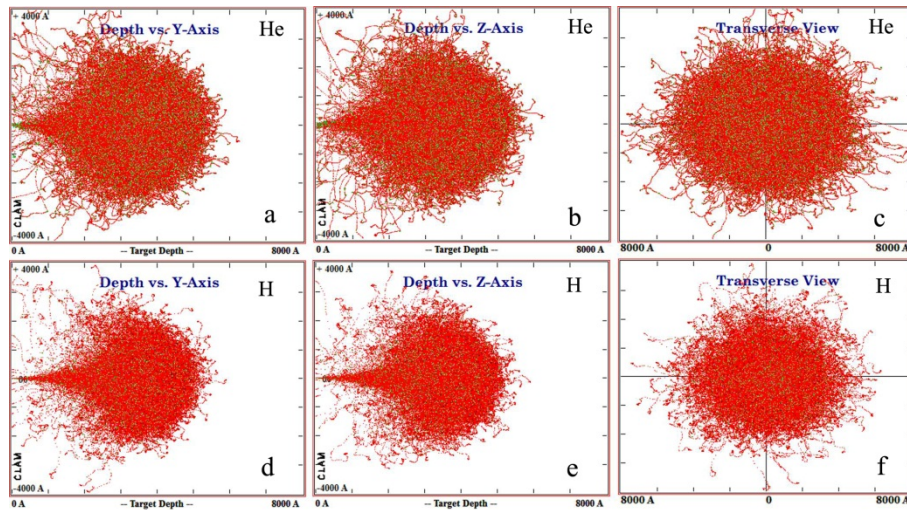 + 4000 A
Depth vs. Y-Axis
He
CLAM
a
- 4000 A
0 A
-- Target Depth --
8000 A
+ 4000 A
Depth vs. Z-Axis
He
CLAM
b
-4000 A
0 A
-- Target Depth --
8000 A
Transverse View
He
c
8000 A
0
8000 A
+ 4000 A
Depth vs. Y-Axis
H
CLAM
d
- 4000 A
0 A
-- Target Depth --
8000 A
+ 4000 A
Depth vs. Z-Axis
H
CLAM
e
- 4000 A
0 A
-- Target Depth --
8000 A
Transverse View
H
f
8000 A
0
8000 A